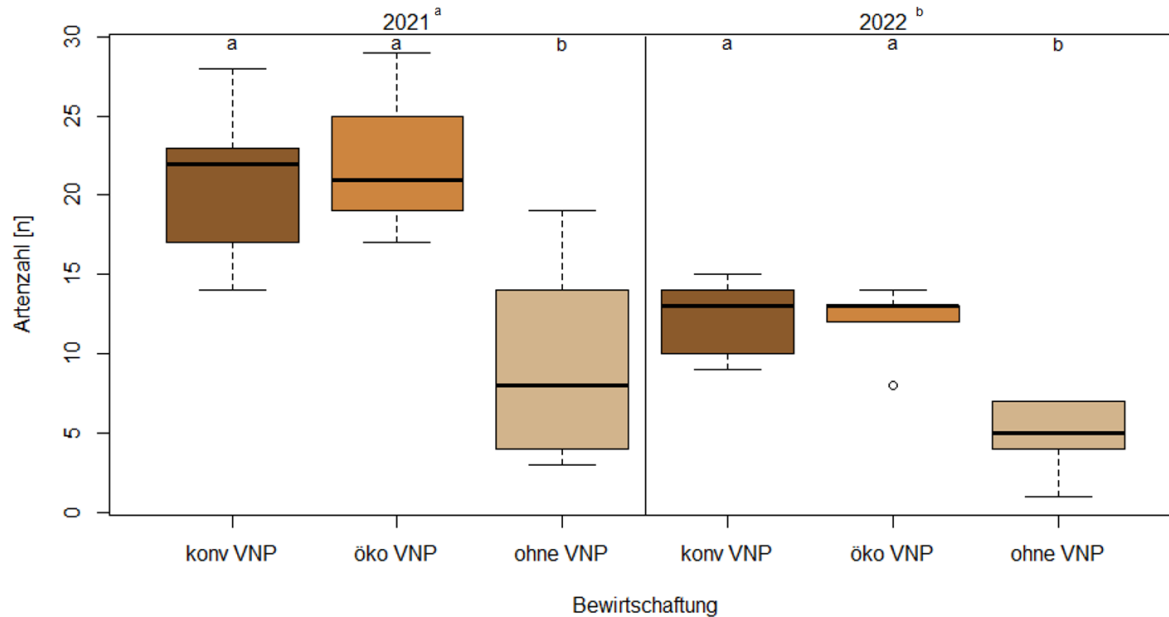 2021 a
2022 b
a a b a a b
30
25
20
15
10
5
0
Artenzahl [n]
konv VNP öko VNP ohne VNP konv VNP öko VNP ohne VNP
Bewirtschaftung